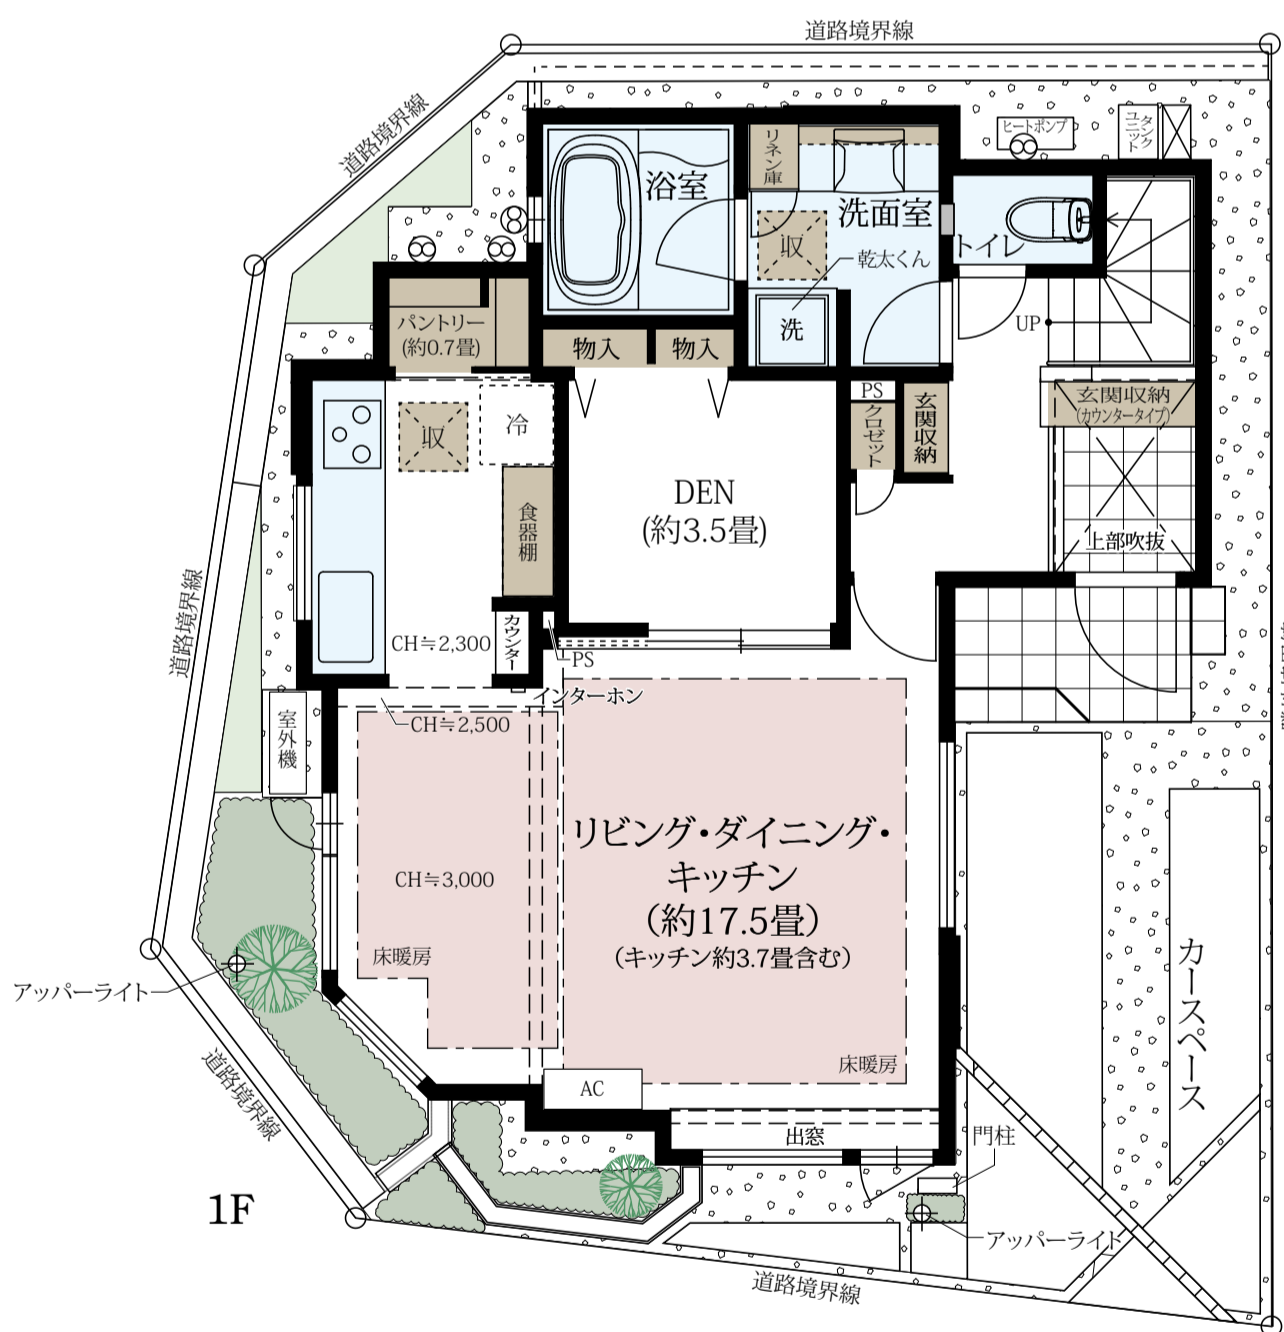 道路境界線
道路境界線
ヒートポンプ
タンク
ユニット
リネン庫
浴室
洗面室
トイレ
収
乾太くん
洗
UP
パントリー
(約0.7畳)
物入
物入
PS
クロゼット
玄関収納
玄関収納
(カウンタータイプ)
収
冷
DEN
(約3.5畳)
食器棚
上部吹抜
道路境界線
CH≒2,300
カウンター
PS
インターホン
CH≒2,500
室外機
リビング・ダイニング・
キッチン
(約17.5畳)
(キッチン約3.7畳含む)
CH≒3,000
床暖房
カースペース
アッパーライト
床暖房
道路境界線
AC
出窓
門柱
1F
アッパーライト
道路境界線